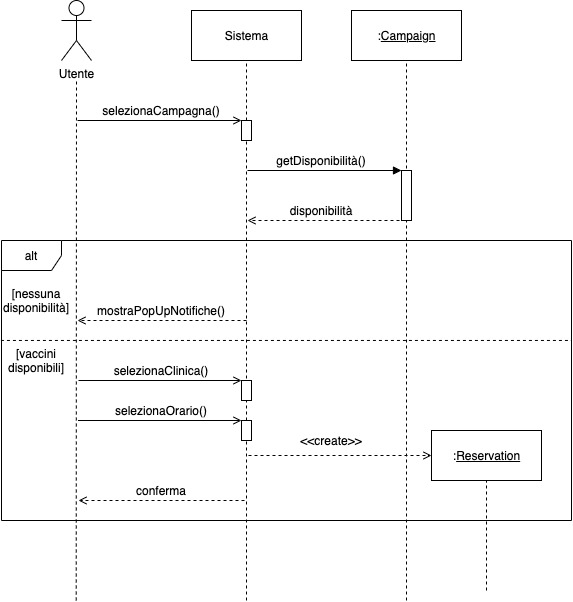 Utente
Sistema
:Campaign
selezionaCampagna()
getDisponibilità()
disponibilità
alt
[nessuna
disponibilità]
mostraPopUpNotifiche()
[vaccini
disponibili]
selezionaClinica()
selezionaOrario()
<<create>>
:Reservation
conferma